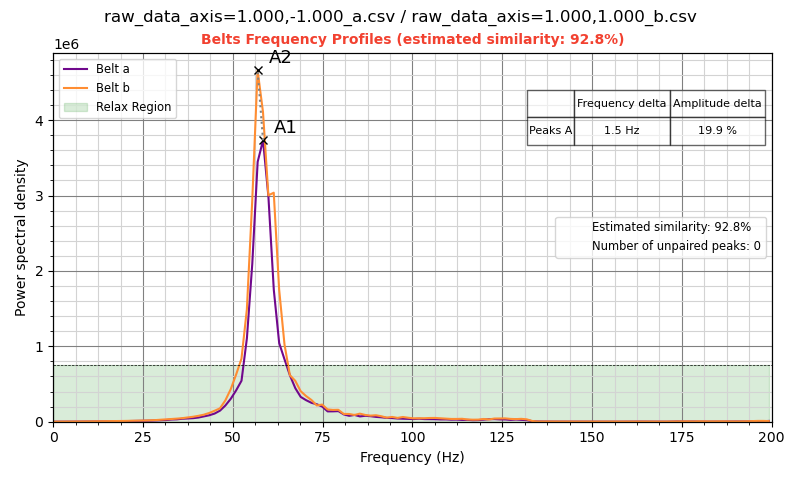 raw_data_axis=1.000,-1.000_a.csv / raw_data_axis=1.000,1.000_b.csv
Belts Frequency Profiles (estimated similarity: 92.8%)
1e6
A2
A1
Belt a
Belt b
Relax Region
Frequency delta Amplitude delta
Peaks A 1.5 Hz 19.9 %
Estimated similarity: 92.8%
Number of unpaired peaks: 0
Power spectral density
4
3
2
1
0
0 25 50 75 100 125 150 175 200
Frequency (Hz)